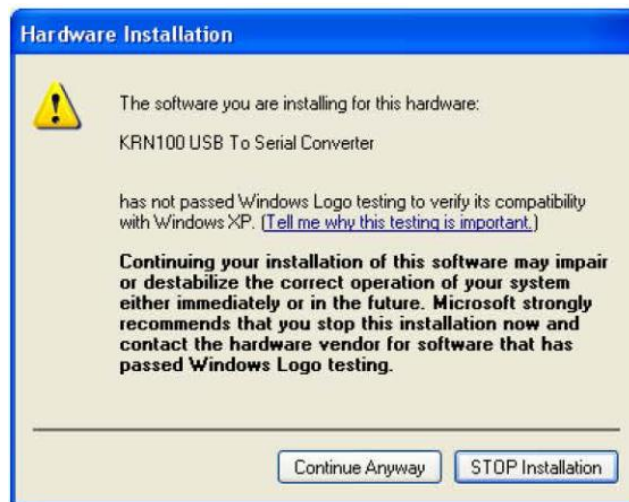 Hardware Installation
The software you are installing for this hardware:
KRN100 USB To Serial Converter
has not passed Windows Logo testing to verify its compatibility
with Windows XP. (Tell me why this testing is important.)
Continuing your installation of this software may impair
or destabilize the correct operation of your system
either immediately or in the future. Microsoft strongly
recommends that you stop this installation now and
contact the hardware vendor for software that has
passed Windows Logo testing.
Continue Anyway
STOP Installation